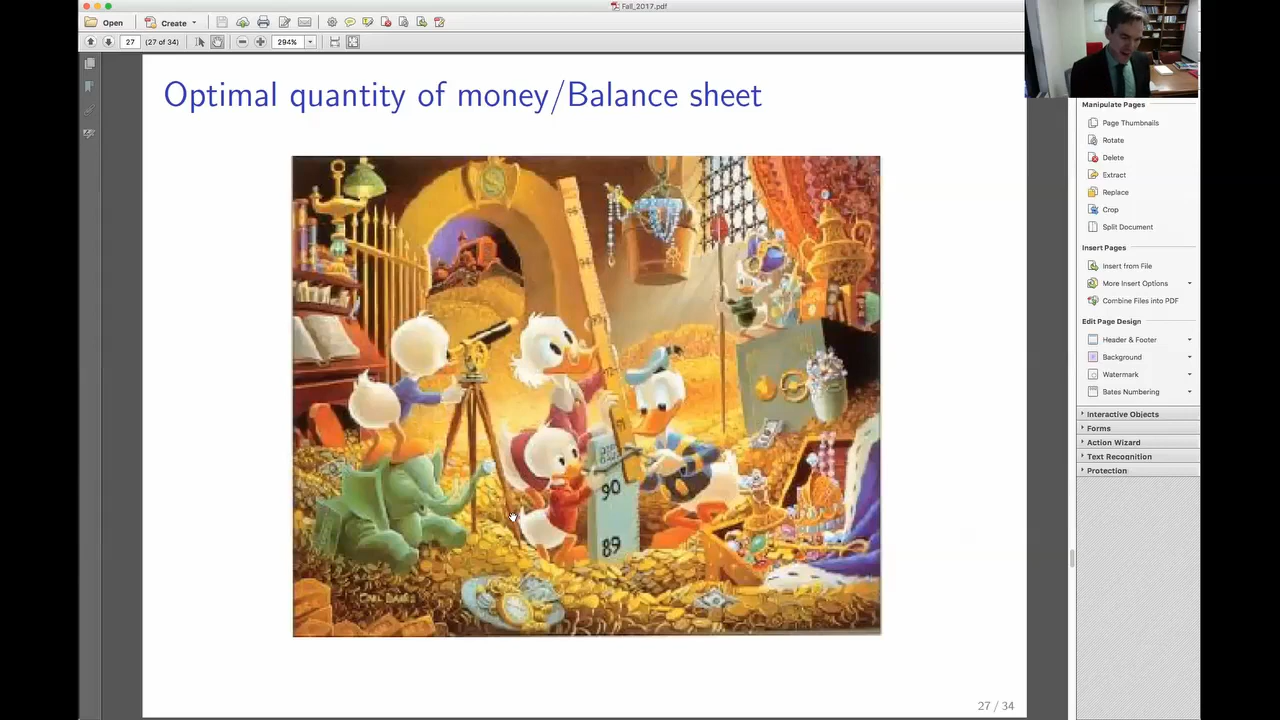 Fall_2017.pdf
Open
Create
27
(27 of 34)
294%
Optimal quantity of money/Balance sheet
90
89
27 / 34
Manipulate Pages
Page Thumbnails
Rotate
Delete
Extract
Replace
Crop
Split Document
Insert Pages
Insert from File
More Insert Options
Combine Files into PDF
Edit Page Design
Header & Footer
Background
Watermark
Bates Numbering
Interactive Objects
Forms
Action Wizard
Text Recognition
Protection